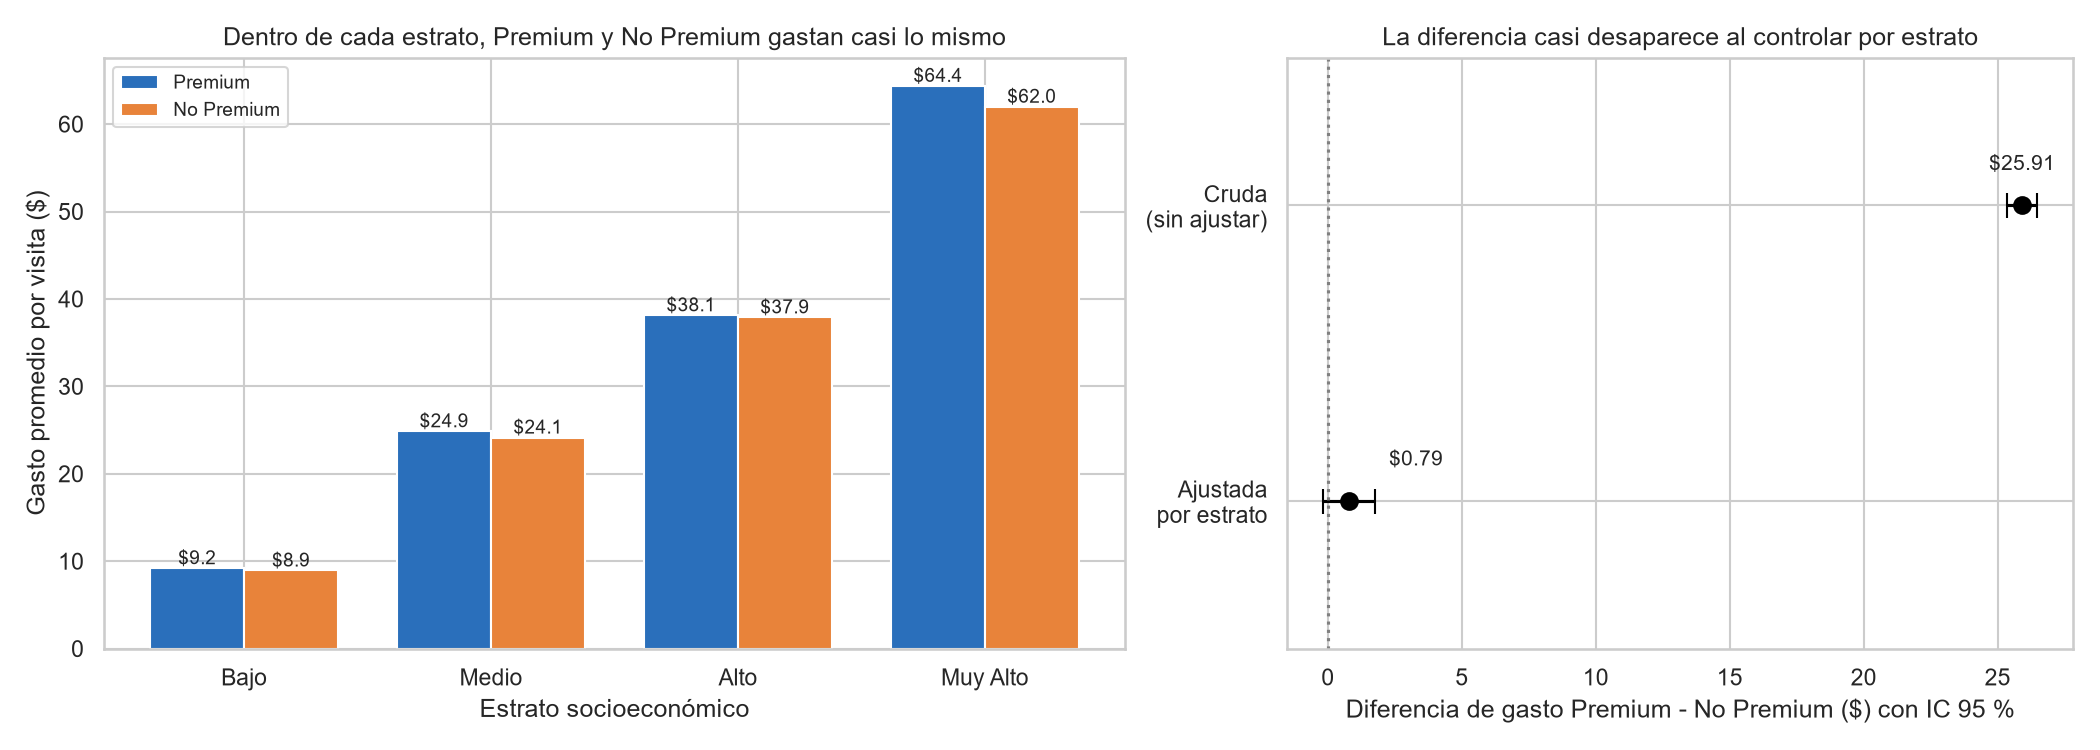 Dentro de cada estrato, Premium y No Premium gastan casi lo mismo
Premium
No Premium
Gasto promedio por visita ($)
60
50
40
30
20
10
0
$9.2
$8.9
$24.9
$24.1
$38.1
$37.9
$64.4
$62.0
Bajo
Medio
Alto
Muy Alto
Estrato socioeconómico
La diferencia casi desaparece al controlar por estrato
Cruda
(sin ajustar)
$25.91
Ajustada
por estrato
$0.79
0
5
10
15
20
25
Diferencia de gasto Premium - No Premium ($) con IC 95 %